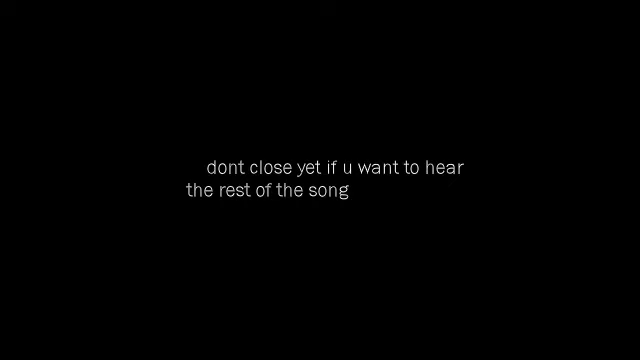 dont close yet if u want to hear
the rest of the song